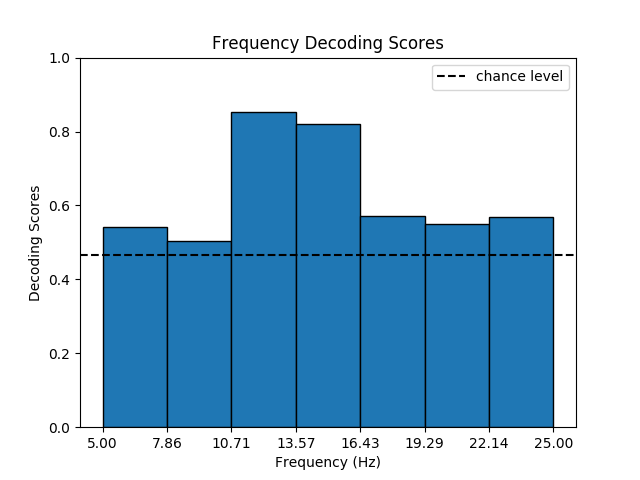 Frequency Decoding Scores
chance level
1.0
0.8
0.6
0.4
0.2
0.0
Decoding Scores
5.00 7.86 10.71 13.57 16.43 19.29 22.14 25.00
Frequency (Hz)